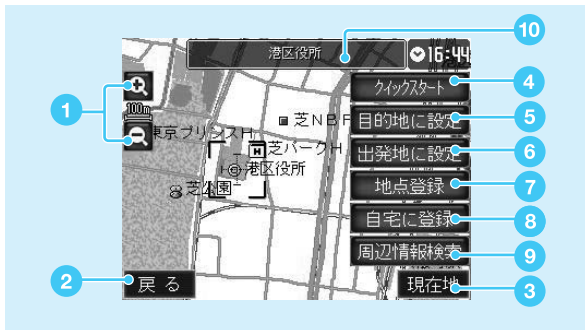 港区役所
10
16:44
1
100m
クイックスタート
4
芝NBF
目的地に設定
5
東京プリンスH
H芝パークH
出発地に設定
6
港区役所
地点登録
7
芝公園
自宅に登録
8
周辺情報検索
9
2
戻る
現在地
3